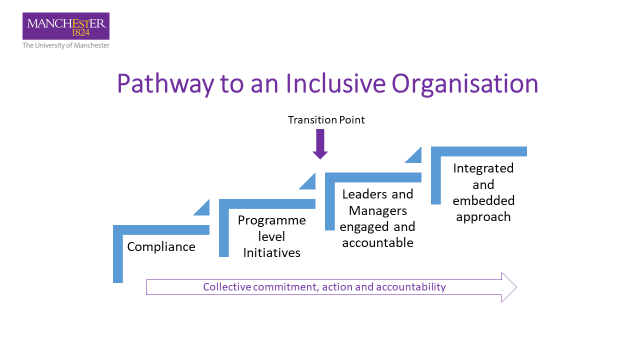 MANCHESTER
1824
The University of Manchester
Pathway to an Inclusive Organisation
Transition Point
Compliance
Programme
level
Initiatives
Leaders and
Managers
engaged and
accountable
Integrated
and
embedded
approach
Collective commitment, action and accountability